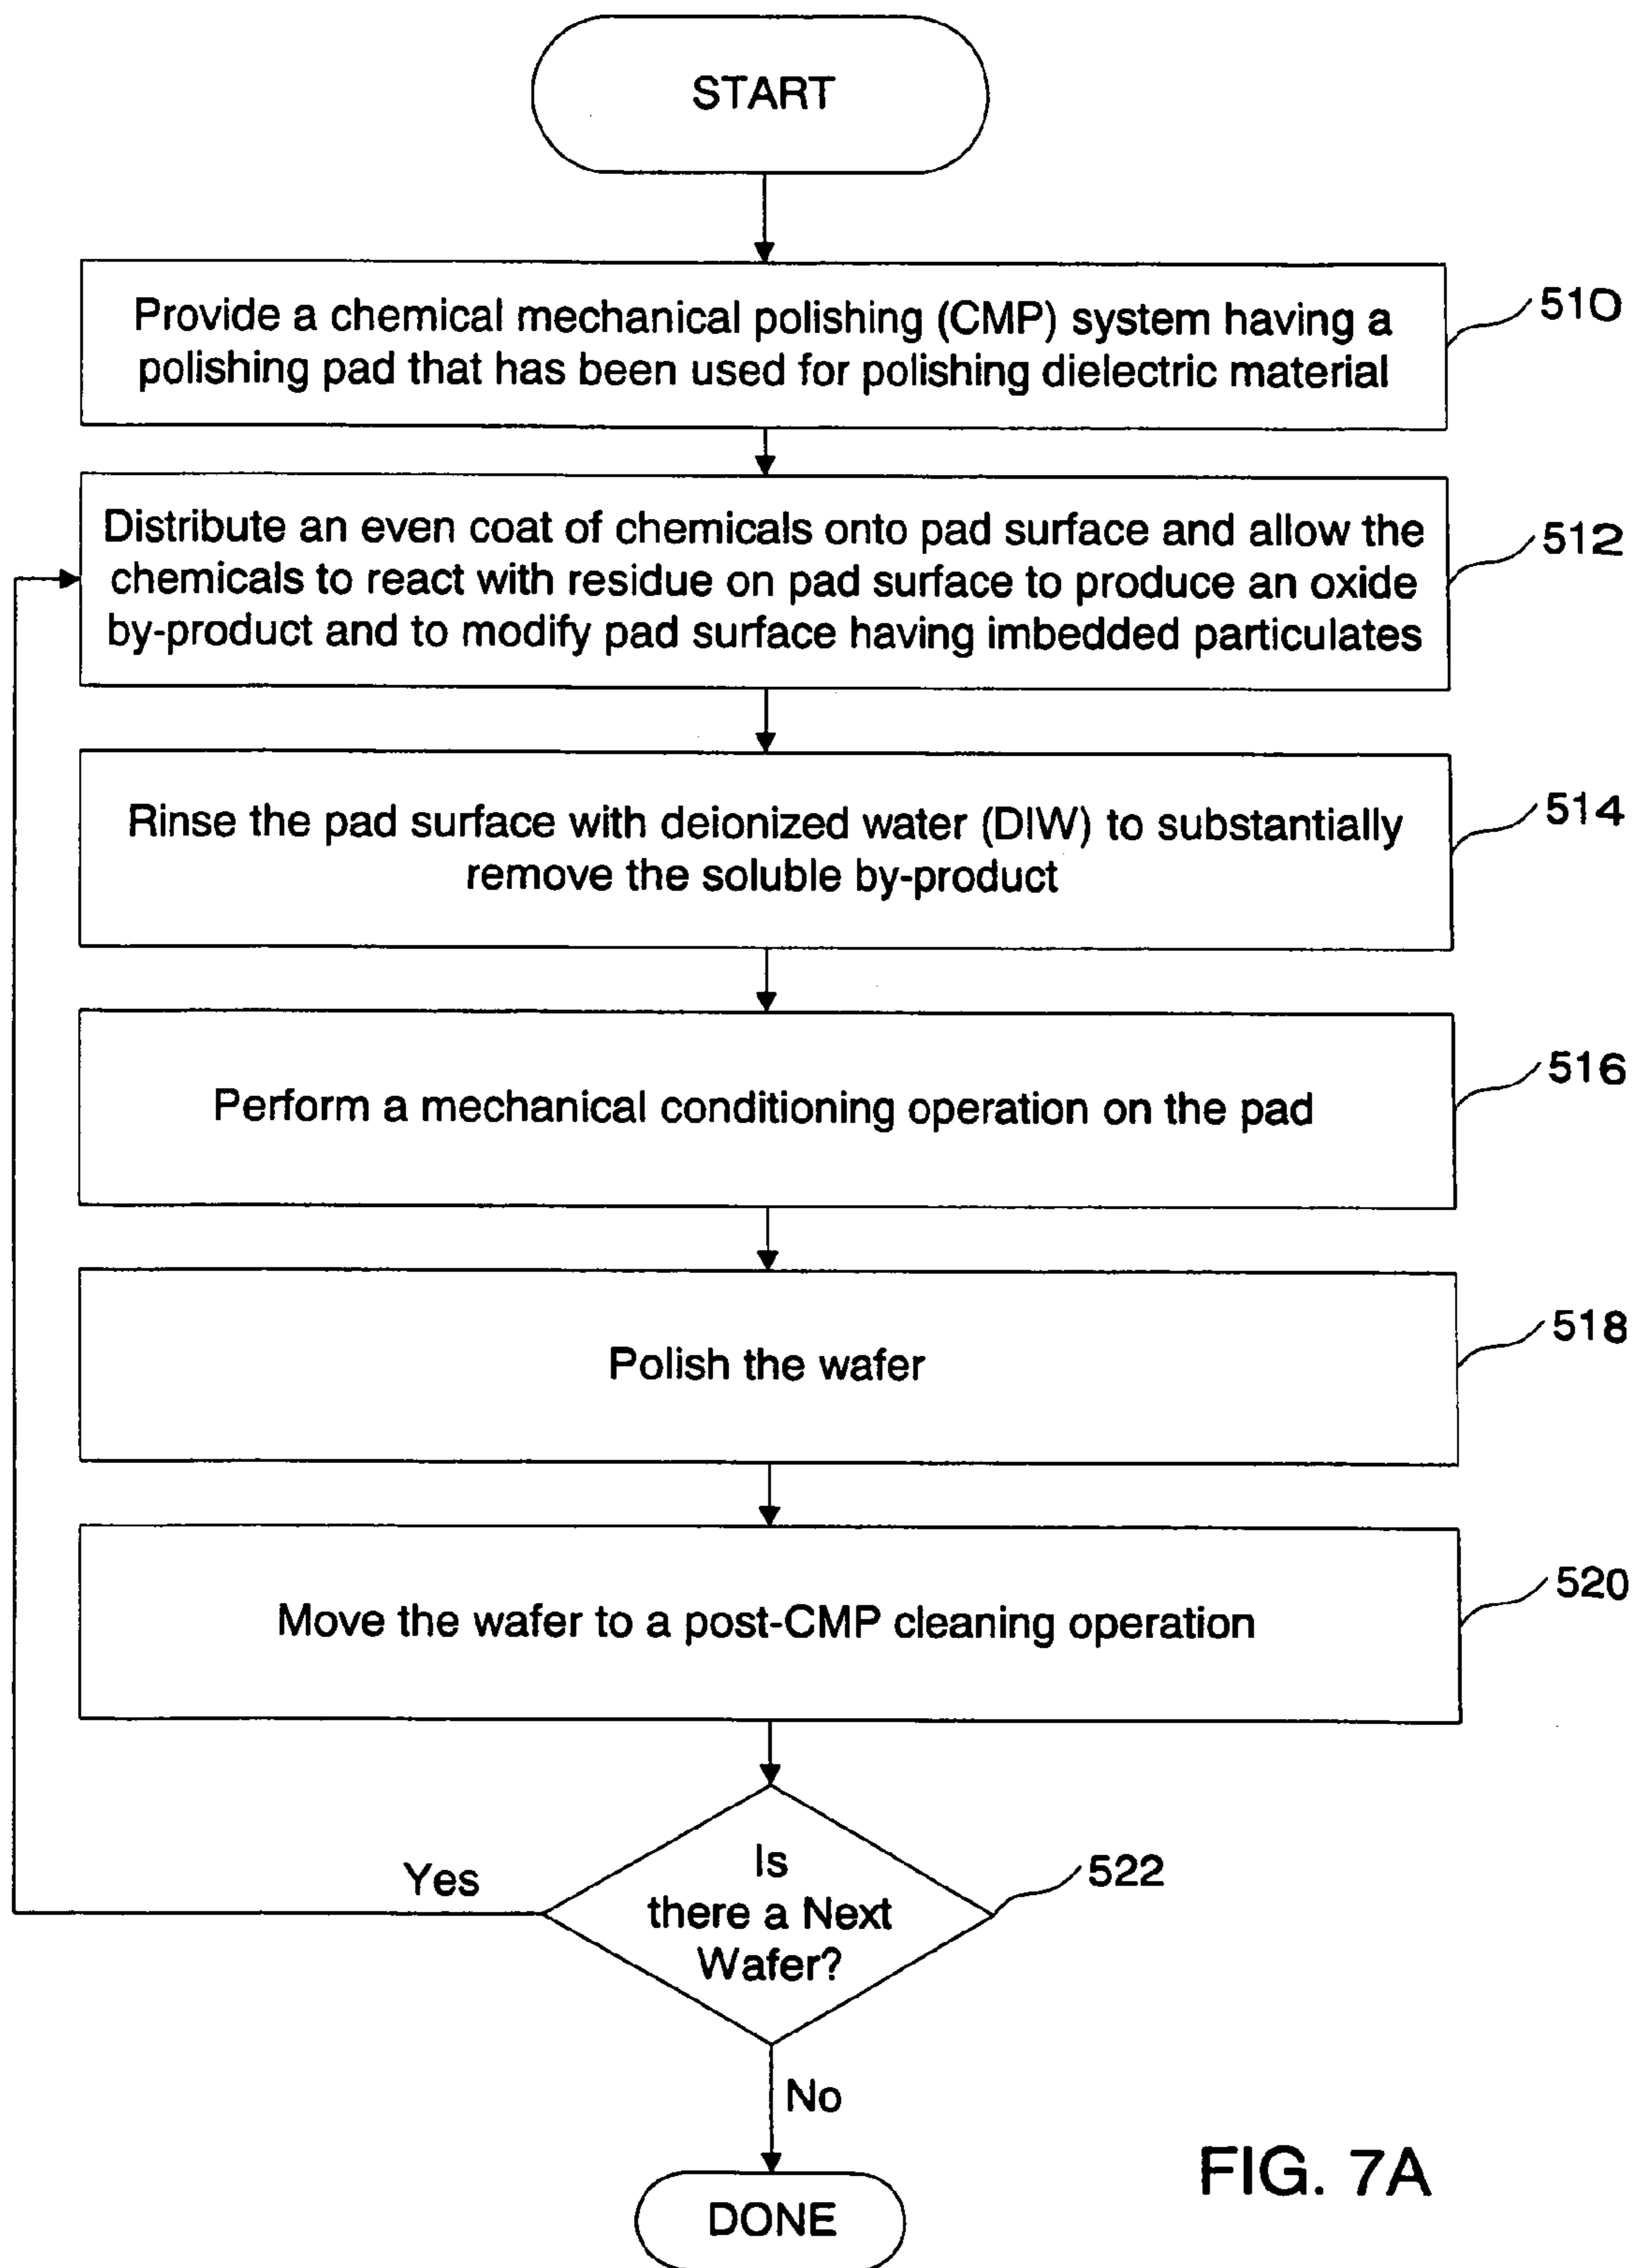 START
Provide a chemical mechanical polishing (CMP) system having a
polishing pad that has been used for polishing dielectric material
510
Distribute an even coat of chemicals onto pad surface and allow the
chemicals to react with residue on pad surface to produce an oxide
by-product and to modify pad surface having imbedded particulates
512
Rinse the pad surface with deionized water (DIW) to substantially
remove the soluble by-product
514
Perform a mechanical conditioning operation on the pad
516
Polish the wafer
518
Move the wafer to a post-CMP cleaning operation
520
Is
there a Next
Wafer?
522
Yes
No
DONE
FIG. 7A